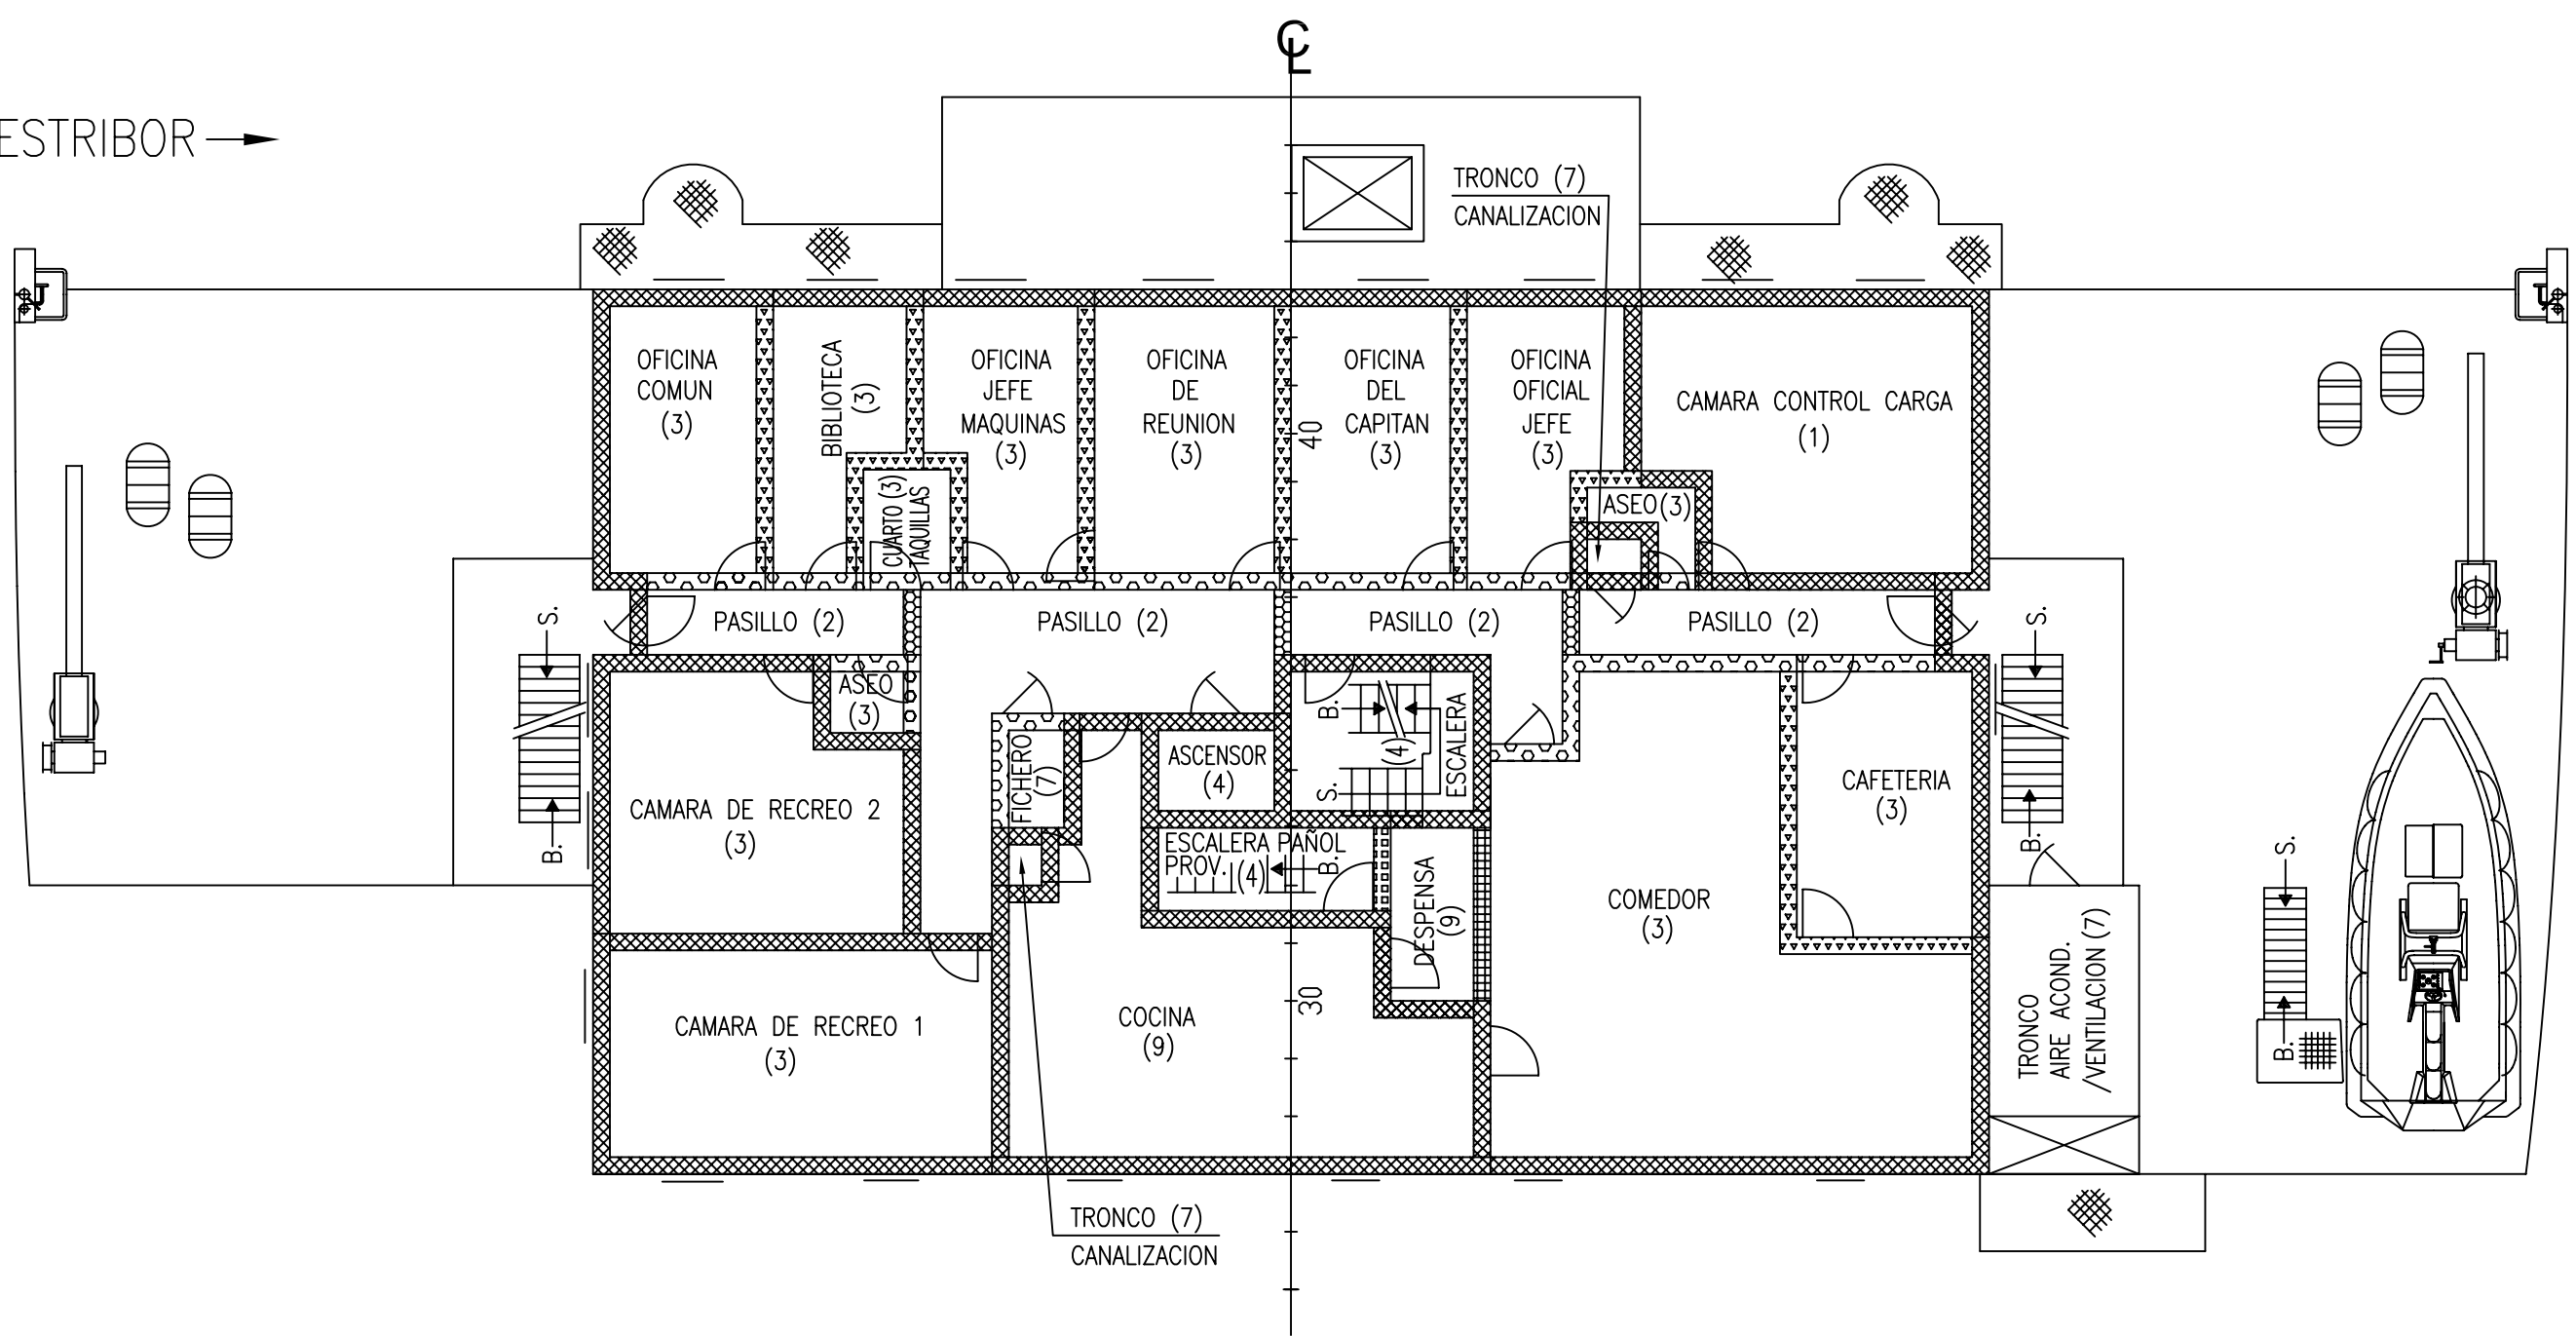 CL
ESTRIBOR
TRONCO (7)
CANALIZACION
OFICINA
COMUN
(3)
BIBLIOTECA
(3)
OFICINA
JEFE
MAQUINAS
(3)
OFICINA
DE
REUNION
(3)
OFICINA
DEL
CAPITAN
(3)
OFICINA
OFICIAL
JEFE
(3)
CAMARA CONTROL CARGA
(1)
40
CUARTO (3)
TAQUILLAS
ASEO (3)
PASILLO (2)
PASILLO (2)
PASILLO (2)
PASILLO (2)
S.
B.
S.
B.
ASEO
(3)
CAMARA DE RECREO 2
(3)
FICHERO
(7)
ASCENSOR
(4)
B.
S.
(4)
ESCALERA
ESCALERA PAÑOL
PROV. (4)
B.
DESPENSA
(9)
CAFETERIA
(3)
COMEDOR
(3)
CAMARA DE RECREO 1
(3)
COCINA
(9)
30
TRONCO
AIRE ACOND.
/VENTILACION (7)
S.
B.
TRONCO (7)
CANALIZACION